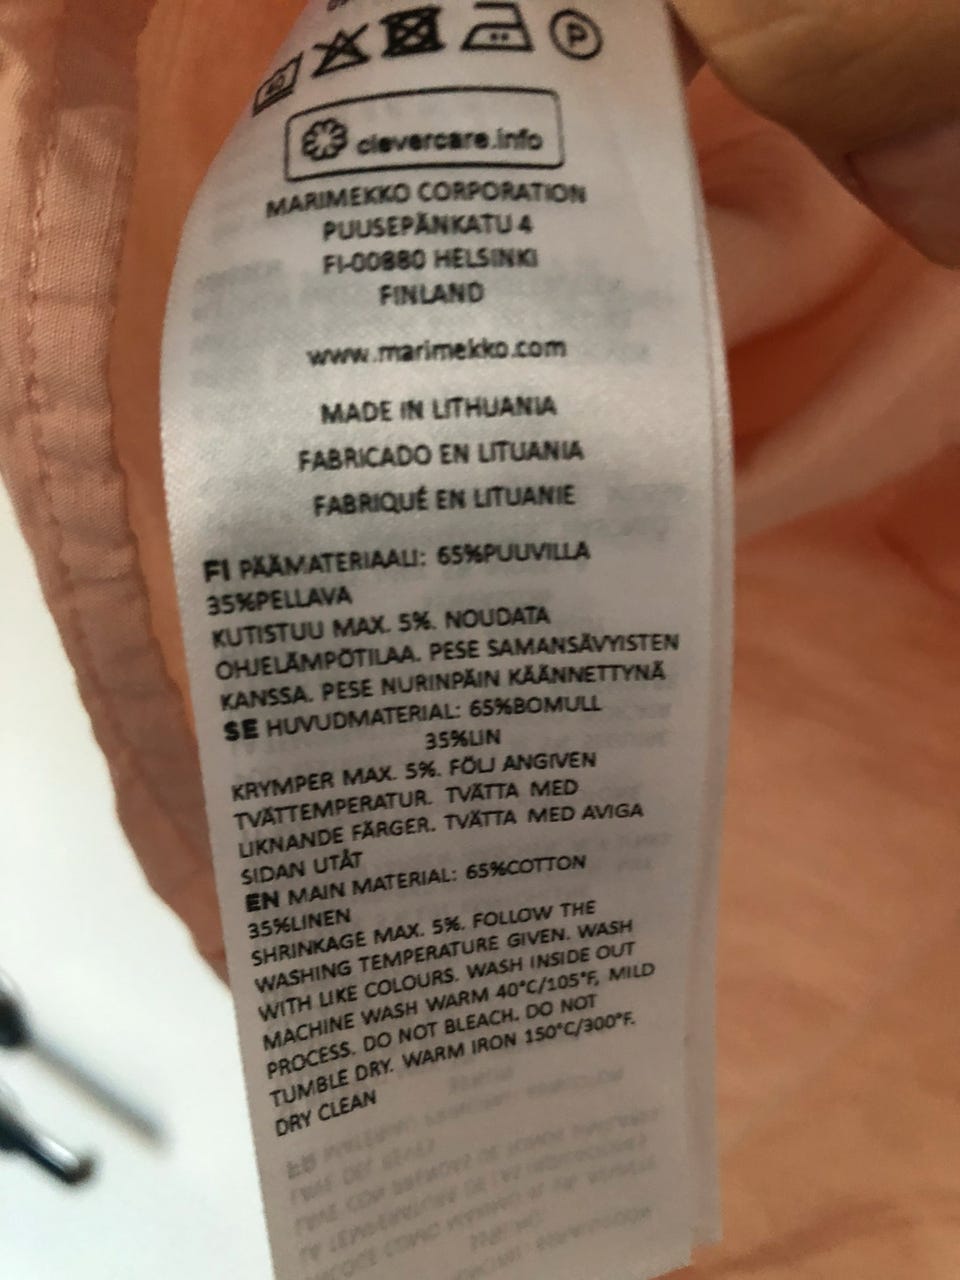 40
P
clevercare.info
MARIMEKKO CORPORATION
PUUSEPÄNKATU 4
FI-00880 HELSINKI
FINLAND
www.marimekko.com
MADE IN LITHUANIA
FABRICADO EN LITUANIA
FABRIQUÉ EN LITUANIE
FI PÄÄMATERIAALI: 65%PUUVILLA
35%PELLAVA
KUTISTUU MAX. 5%. NOUDATA
OHJELÄMPÖTILAA. PESE SAMANSÄVYISTEN
KANSSA. PESE NURINPÄIN KÄÄNNETTYNÄ
SE HUVUDMATERIAL: 65%BOMULL
35%LIN
KRYMPER MAX. 5%. FÖLJ ANGIVEN
TVÄTTEMPERATUR. TVÄTTA MED
LIKNANDE FÄRGER. TVÄTTA MED AVIGA
SIDAN UTÅT
EN MAIN MATERIAL: 65%COTTON
35%LINEN
SHRINKAGE MAX. 5%. FOLLOW THE
WASHING TEMPERATURE GIVEN. WASH
WITH LIKE COLOURS. WASH INSIDE OUT
MACHINE WASH WARM 40°C/105°F, MILD
PROCESS. DO NOT BLEACH. DO NOT
TUMBLE DRY. WARM IRON 150°C/300°F.
DRY CLEAN